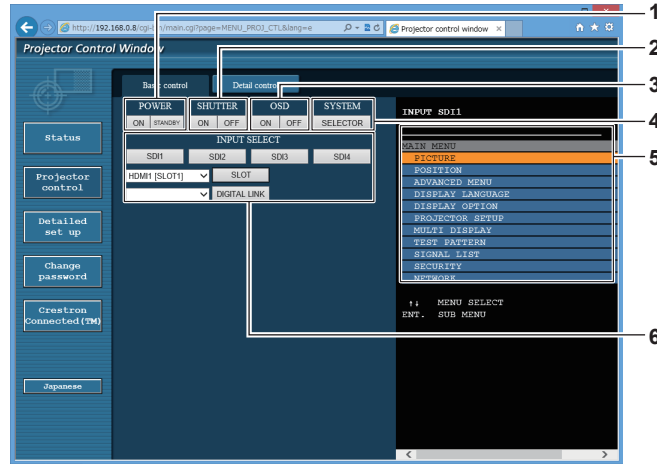 1
http://192.168.0.8/cgi-bin/main.cgi?page=MENU_PROJ_CTL&lang=e
Projector control window
Projector Control Window
2
Basic control
Detail control
3
POWER
SHUTTER
OSD
SYSTEM
ON
STANDBY
ON
OFF
ON
OFF
SELECTOR
4
INPUT SELECT
SDI1
SDI2
SDI3
SDI4
HDMI1 [SLOT1]
SLOT
DIGITAL LINK
INPUT SDI1
MAIN MENU
PICTURE
5
POSITION
ADVANCED MENU
DISPLAY LANGUAGE
DISPLAY OPTION
PROJECTOR SETUP
MULTI DISPLAY
TEST PATTERN
SIGNAL LIST
SECURITY
NETWORK
↑↓ MENU SELECT
ENT. SUB MENU
6
Status
Projector
control
Detailed
set up
Change
password
Crestron
Connected(TM)
Japanese